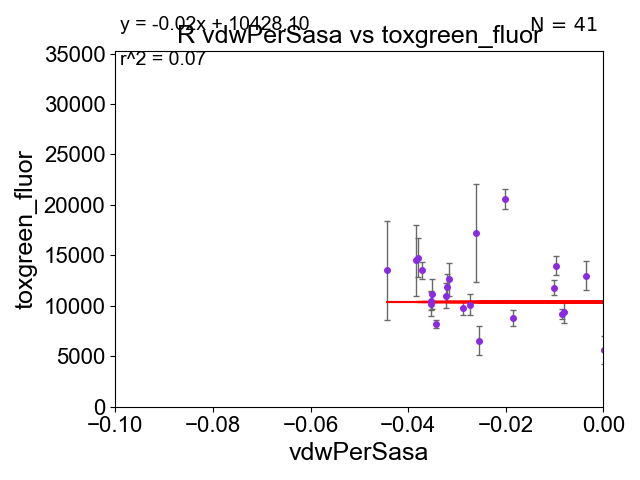 y = -0.02x + 10428.10
N = 41
R vdwPerSasa vs toxgreen_fluor
r^2 = 0.07
35000
30000
25000
20000
15000
10000
5000
0
toxgreen_fluor
−0.10 −0.08 −0.06 −0.04 −0.02 0.00
vdwPerSasa